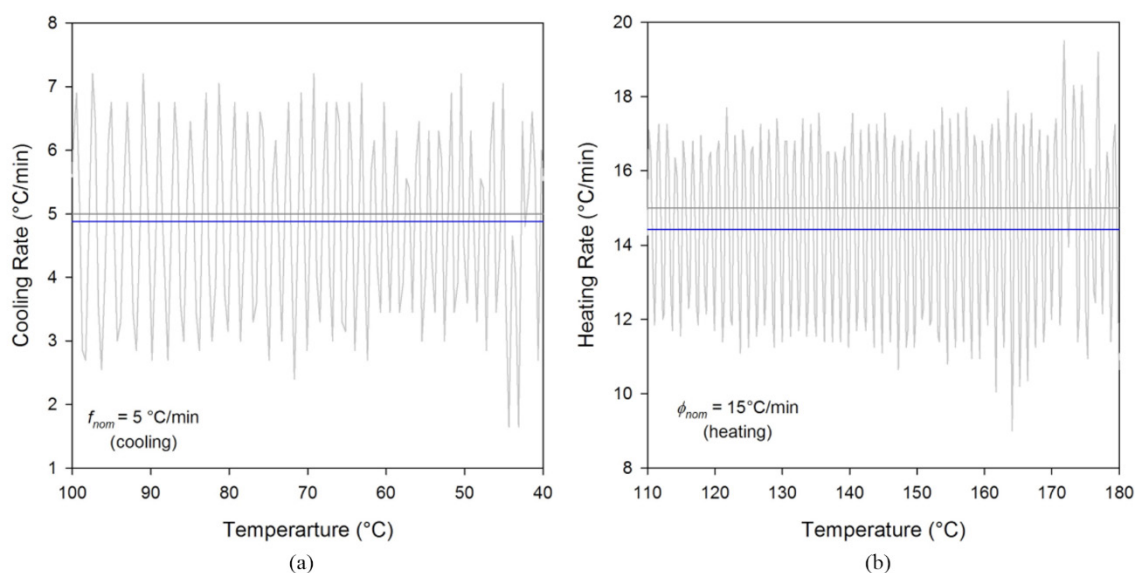 8
7
6
5
4
3
2
1
Cooling Rate (°C/min)
f_nom = 5 °C/min
(cooling)
100 90 80 70 60 50 40
Temperarture (°C)
(a)
20
18
16
14
12
10
8
Heating Rate (°C/min)
ϕ_nom = 15°C/min
(heating)
110 120 130 140 150 160 170 180
Temperature (°C)
(b)